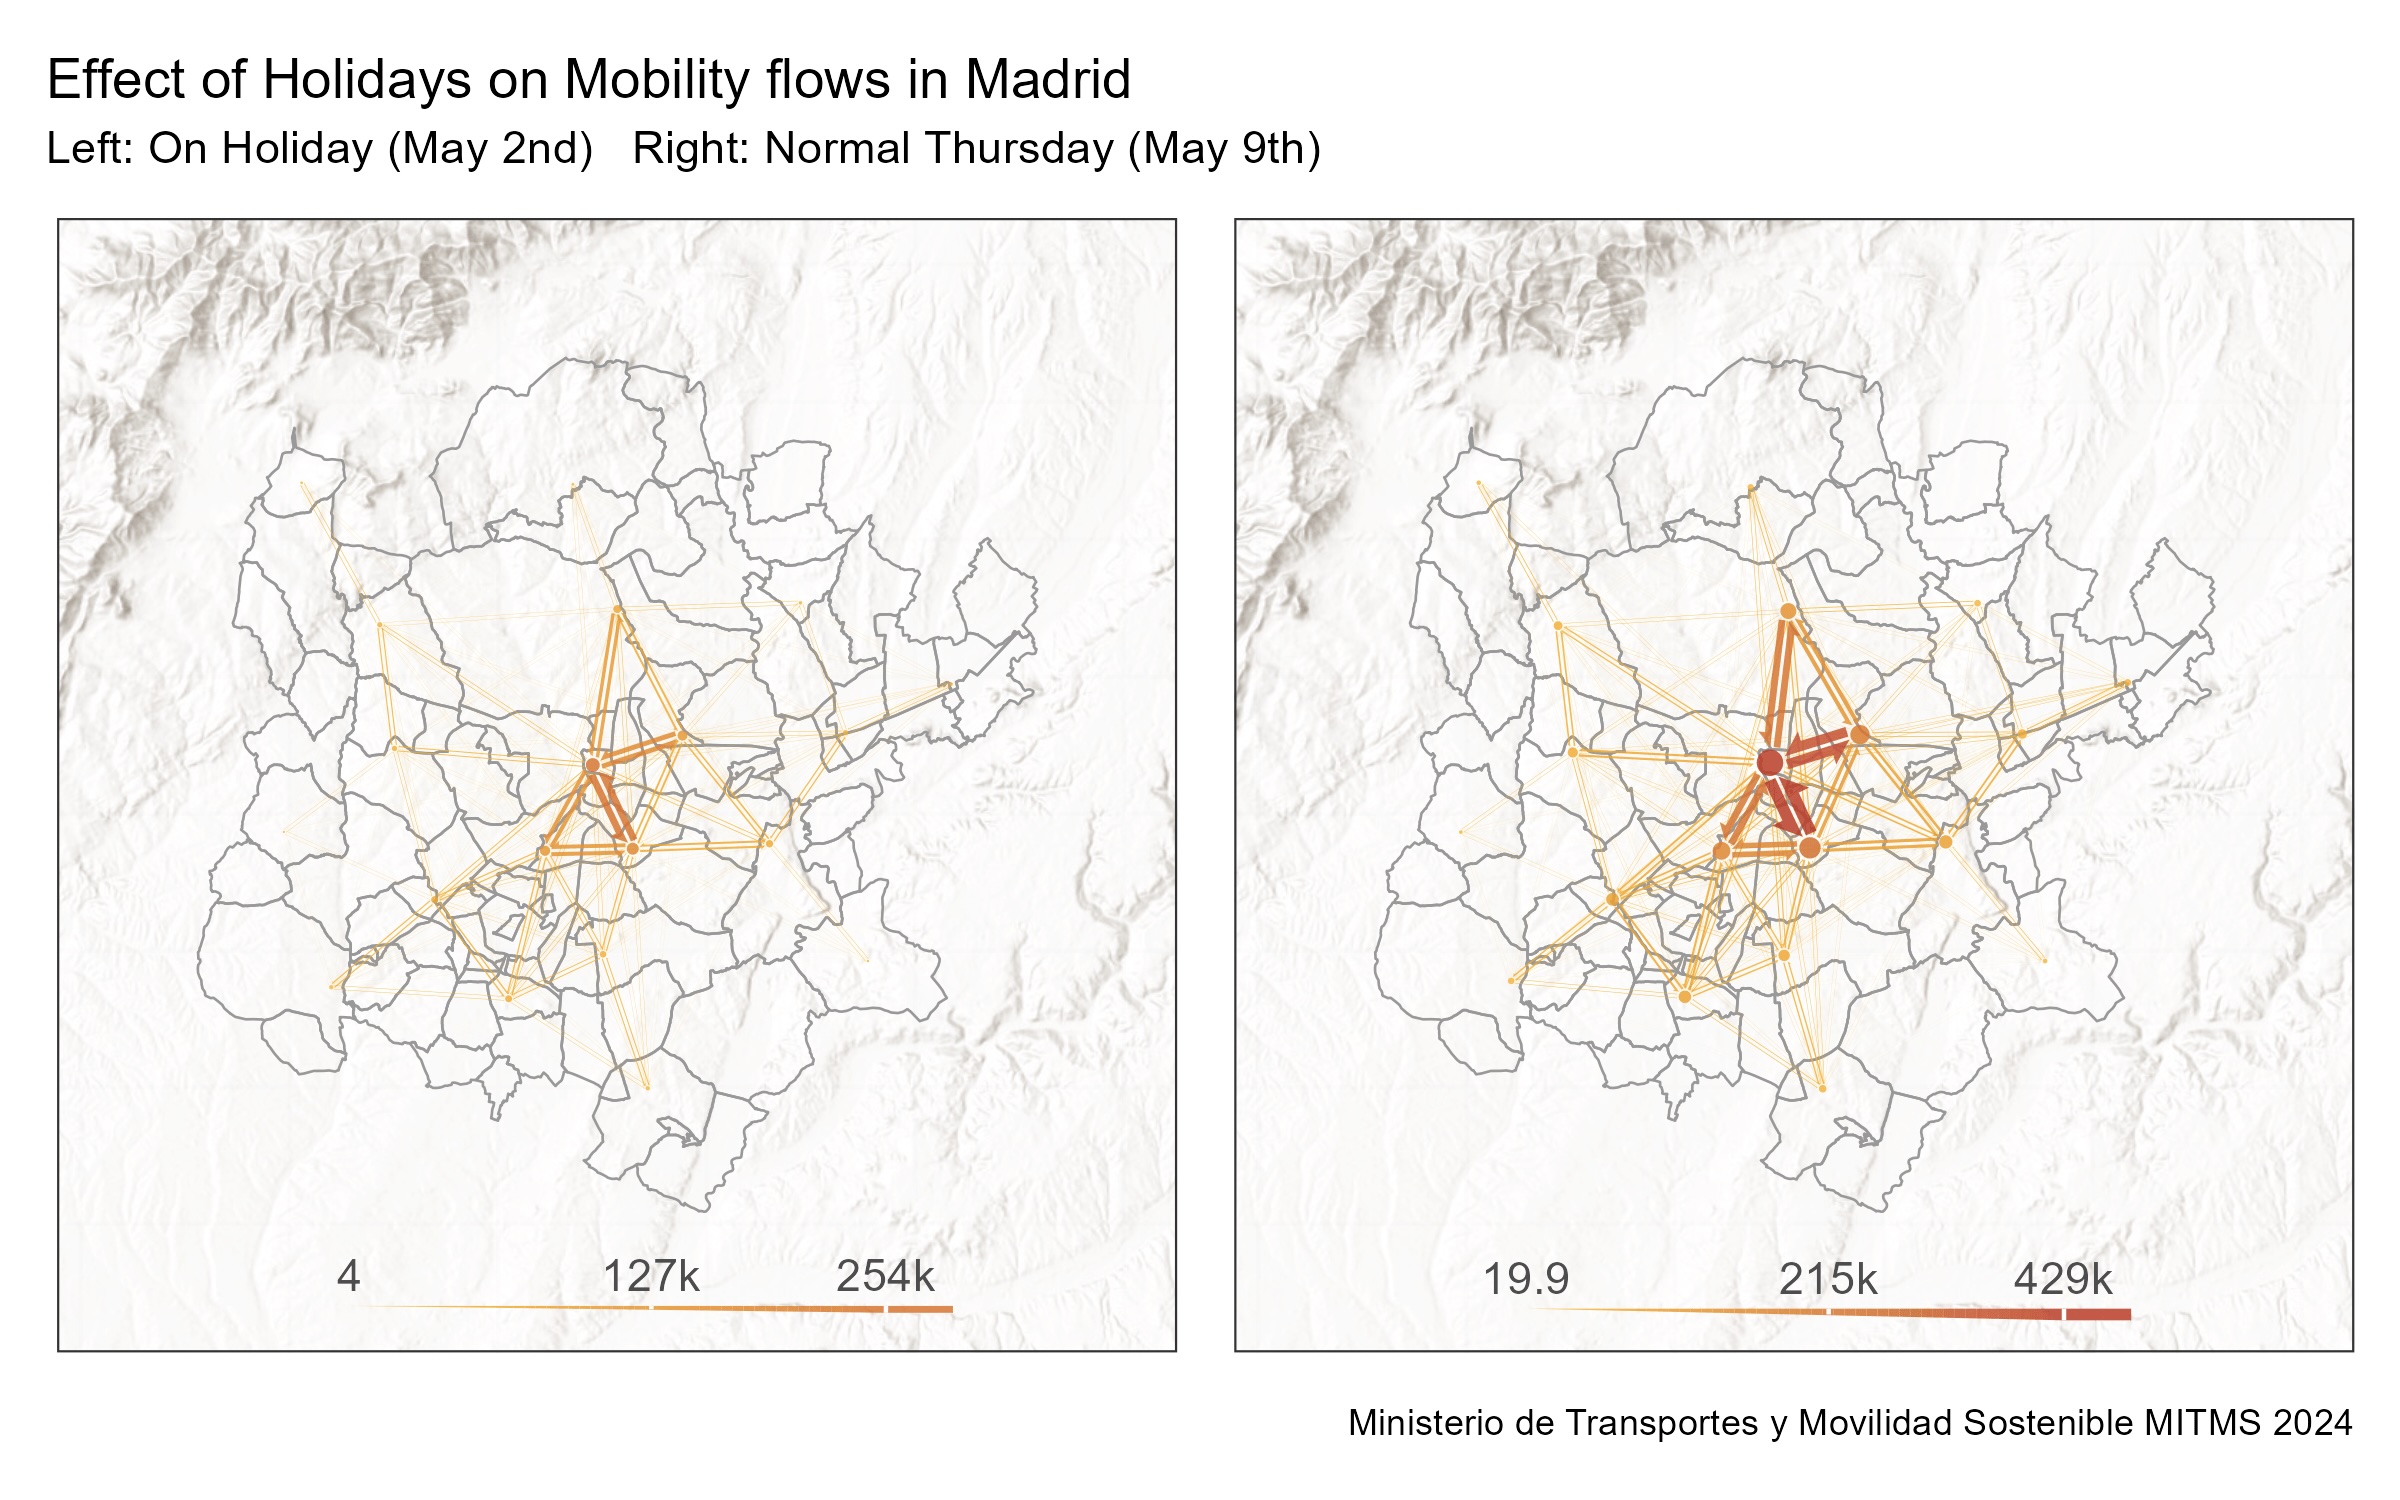 Effect of Holidays on Mobility flows in Madrid
Left: On Holiday (May 2nd)   Right: Normal Thursday (May 9th)
4 127k 254k
19.9 215k 429k
Ministerio de Transportes y Movilidad Sostenible MITMS 2024